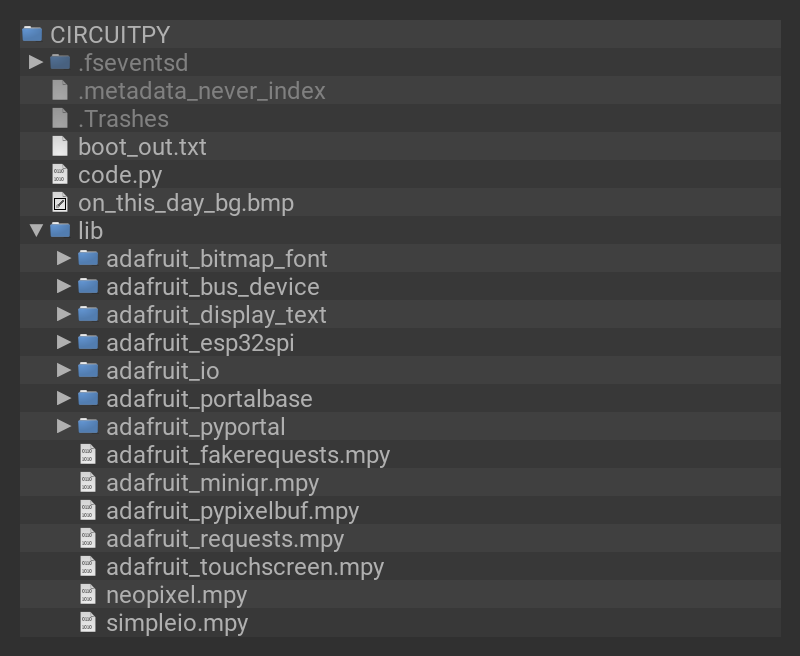 CIRCUITPY
.fseventsd
.metadata_never_index
.Trashes
boot_out.txt
code.py
on_this_day_bg.bmp
lib
adafruit_bitmap_font
adafruit_bus_device
adafruit_display_text
adafruit_esp32spi
adafruit_io
adafruit_portalbase
adafruit_pyportal
adafruit_fakerequests.mpy
adafruit_miniqr.mpy
adafruit_pypixelbuf.mpy
adafruit_requests.mpy
adafruit_touchscreen.mpy
neopixel.mpy
simpleio.mpy